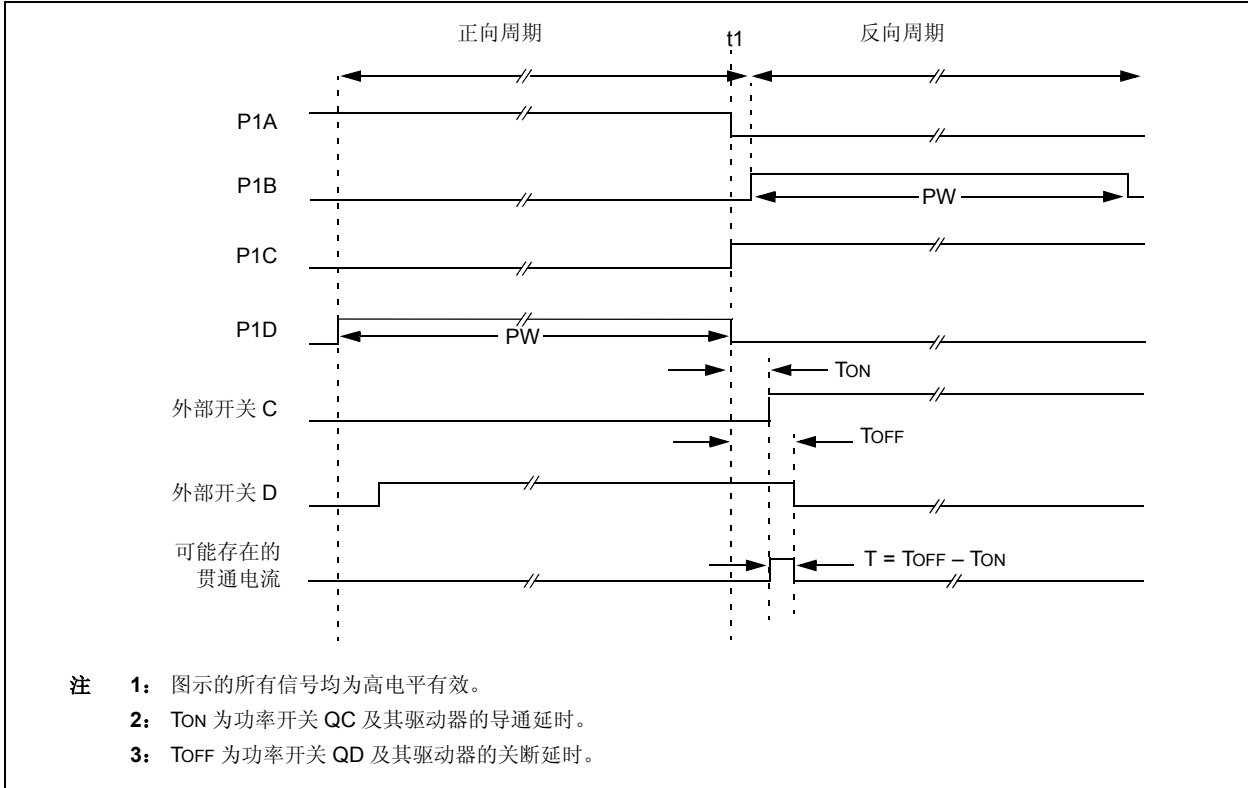 正向周期
t1
反向周期
P1A
P1B
PW
P1C
P1D
PW
TON
外部开关 C
TOFF
外部开关 D
可能存在的
贯通电流
T = TOFF – TON
注 1： 图示的所有信号均为高电平有效。
2： TON 为功率开关 QC 及其驱动器的导通延时。
3： TOFF 为功率开关 QD 及其驱动器的关断延时。